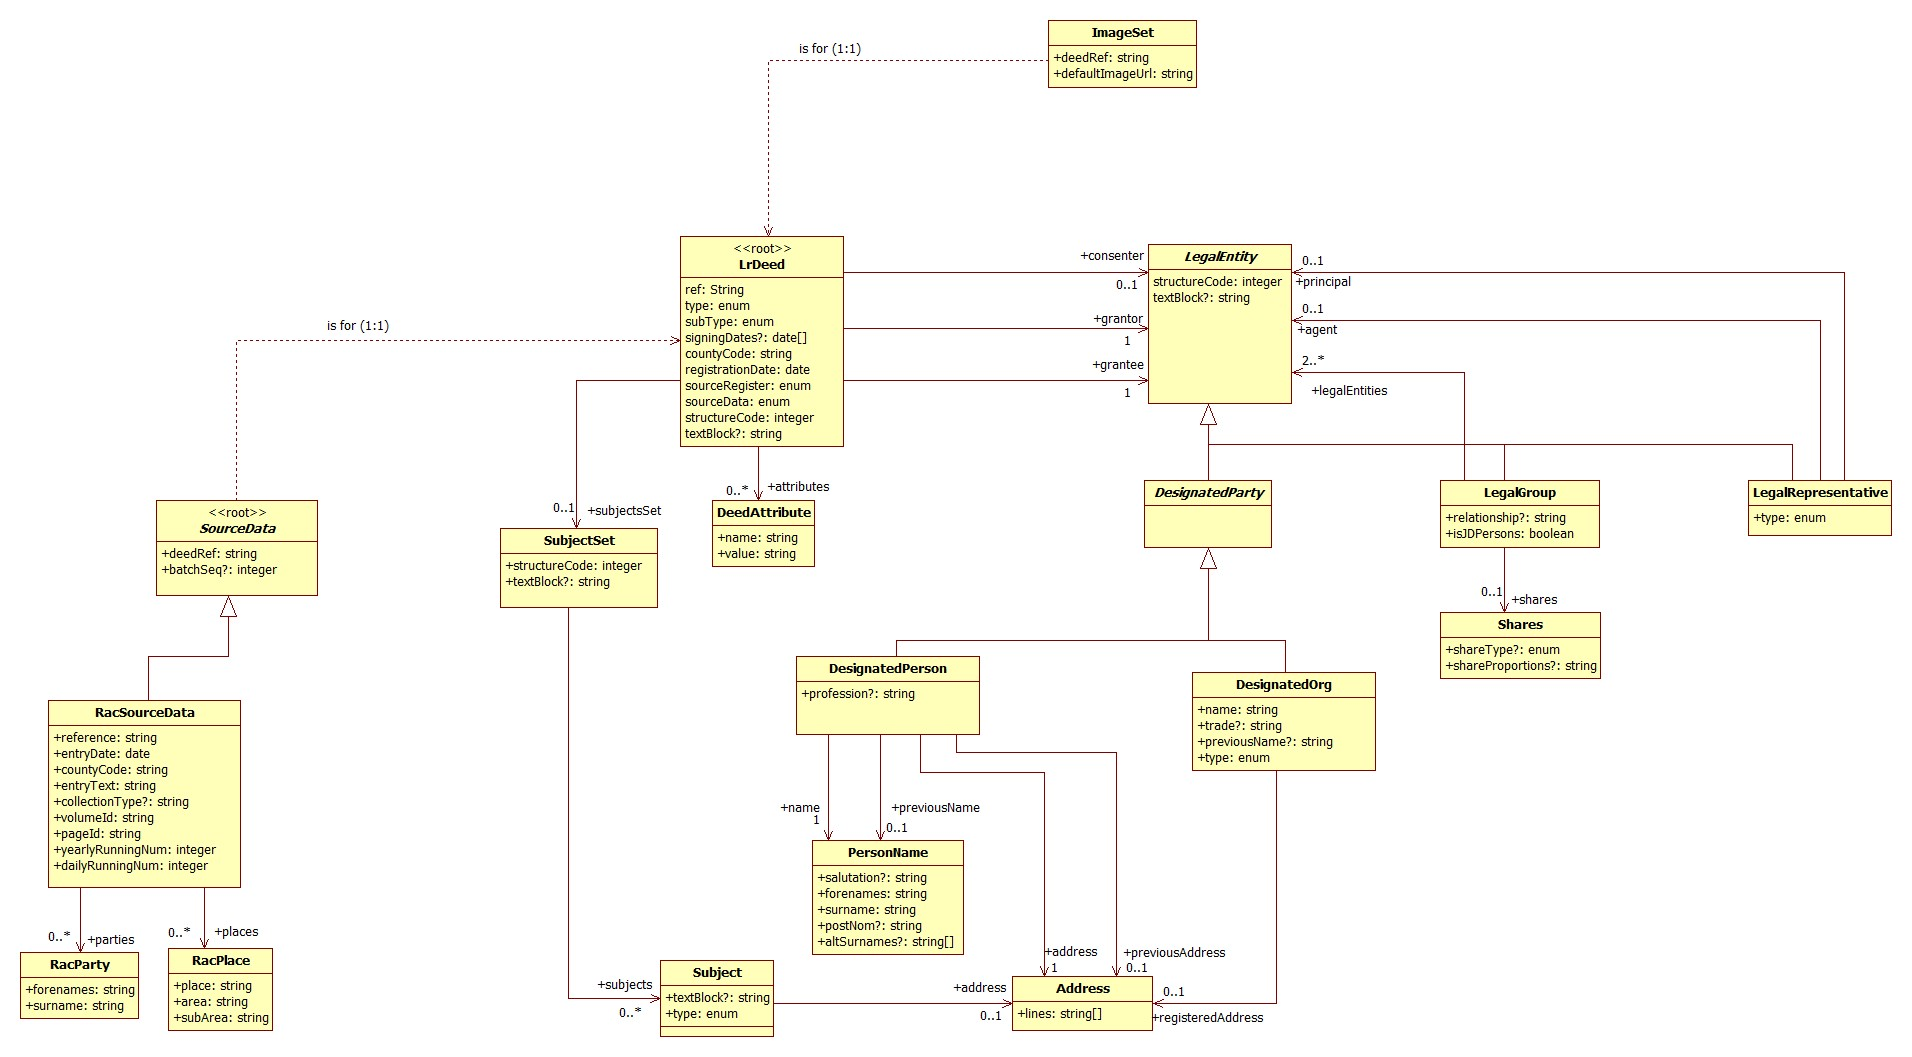 ImageSet
+deedRef: string
+defaultImageUrl: string
is for (1:1)
<<root>>
LrDeed
ref: String
type: enum
subType: enum
signingDates?: date[]
countyCode: string
registrationDate: date
sourceRegister: enum
sourceData: enum
structureCode: integer
textBlock?: string
+consenter
0..1
+grantor
1
+grantee
1
LegalEntity
structureCode: integer
textBlock?: string
0..1
+principal
0..1
+agent
2..*
+legalEntities
is for (1:1)
<<root>>
SourceData
+deedRef: string
+batchSeq?: integer
0..1
+subjectsSet
SubjectSet
+structureCode: integer
+textBlock?: string
0..*
+attributes
DeedAttribute
+name: string
+value: string
DesignatedParty
LegalGroup
+relationship?: string
+isJDPersons: boolean
LegalRepresentative
+type: enum
0..1
+shares
Shares
+shareType?: enum
+shareProportions?: string
DesignatedPerson
+profession?: string
DesignatedOrg
+name: string
+trade?: string
+previousName?: string
+type: enum
RacSourceData
+reference: string
+entryDate: date
+countyCode: string
+entryText: string
+collectionType?: string
+volumeId: string
+pageId: string
+yearlyRunningNum: integer
+dailyRunningNum: integer
+name
1
+previousName
0..1
PersonName
+salutation?: string
+forenames: string
+surname: string
+postNom?: string
+altSurnames?: string[]
0..*
+parties
0..*
+places
RacParty
+forenames: string
+surname: string
RacPlace
+place: string
+area: string
+subArea: string
+subjects
0..*
Subject
+textBlock?: string
+type: enum
+address
0..1
+address
1
+previousAddress
0..1
Address
+lines: string[]
0..1
+registeredAddress